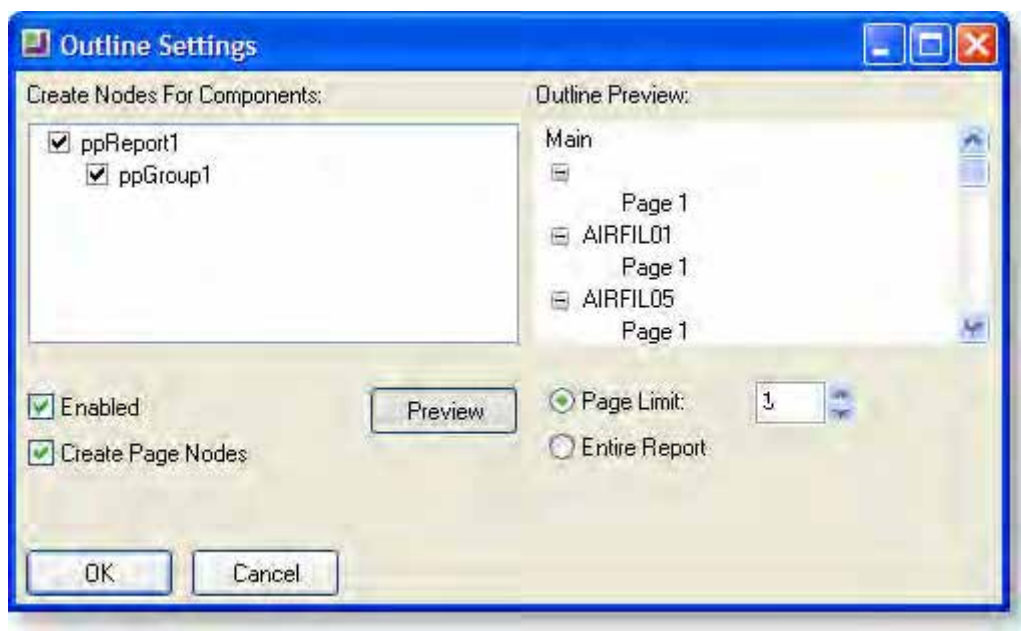 Outline Settings
Create Nodes For Components:
ppReport1
ppGroup1
Enabled
Create Page Nodes
Preview
Outline Preview:
Main
Page 1
AIRFIL01
Page 1
AIRFIL05
Page 1
Page Limit:
Entire Report
OK
Cancel